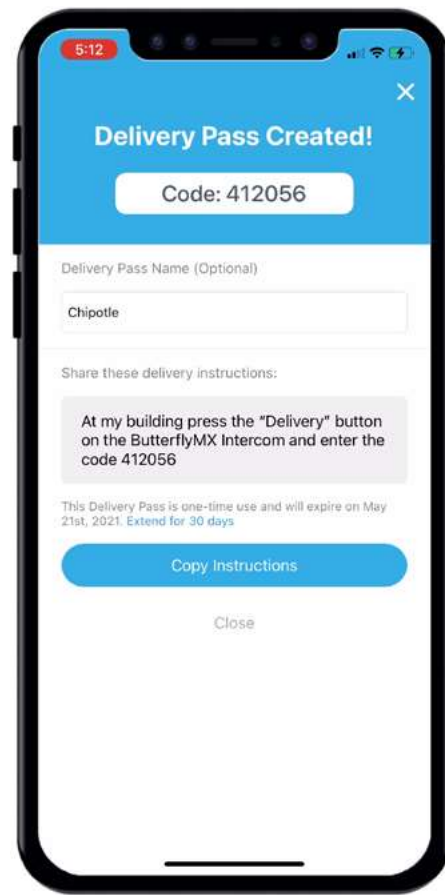 5:12
Delivery Pass Created!
Code: 412056
Delivery Pass Name (Optional)
Chipotle
Share these delivery instructions:
At my building press the “Delivery” button
on the ButterflyMX Intercom and enter the
code 412056
This Delivery Pass is one-time use and will expire on May
21st, 2021. Extend for 30 days
Copy Instructions
Close